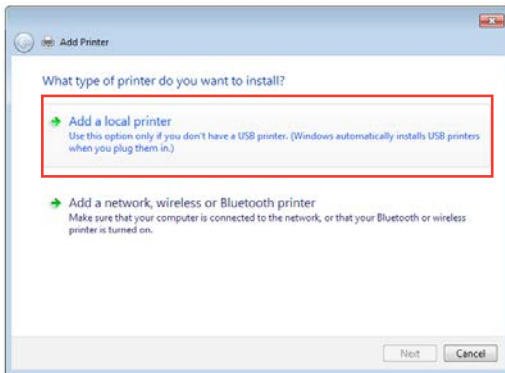 Add Printer
What type of printer do you want to install?
Add a local printer
Use this option only if you don't have a USB printer. (Windows automatically installs USB printers
when you plug them in.)
Add a network, wireless or Bluetooth printer
Make sure that your computer is connected to the network, or that your Bluetooth or wireless
printer is turned on.
Next Cancel